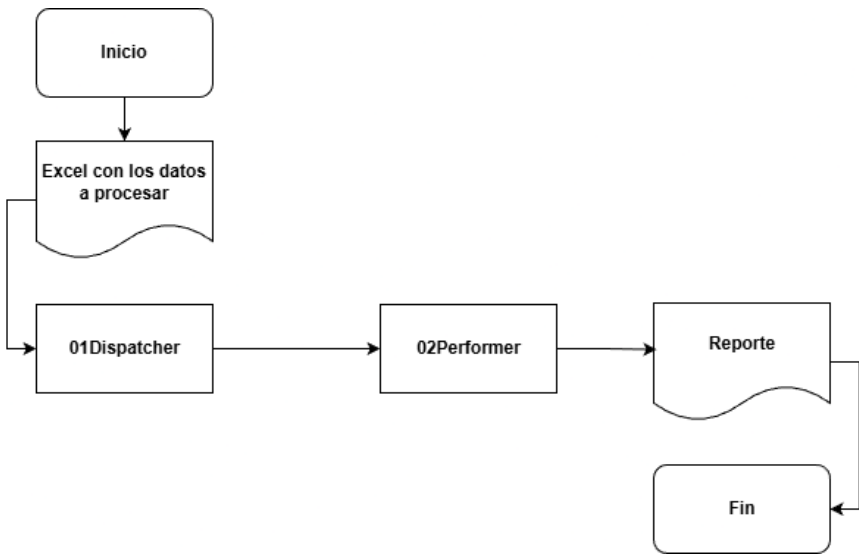 Inicio
Excel con los datos
a procesar
01Dispatcher
02Performer
Reporte
Fin